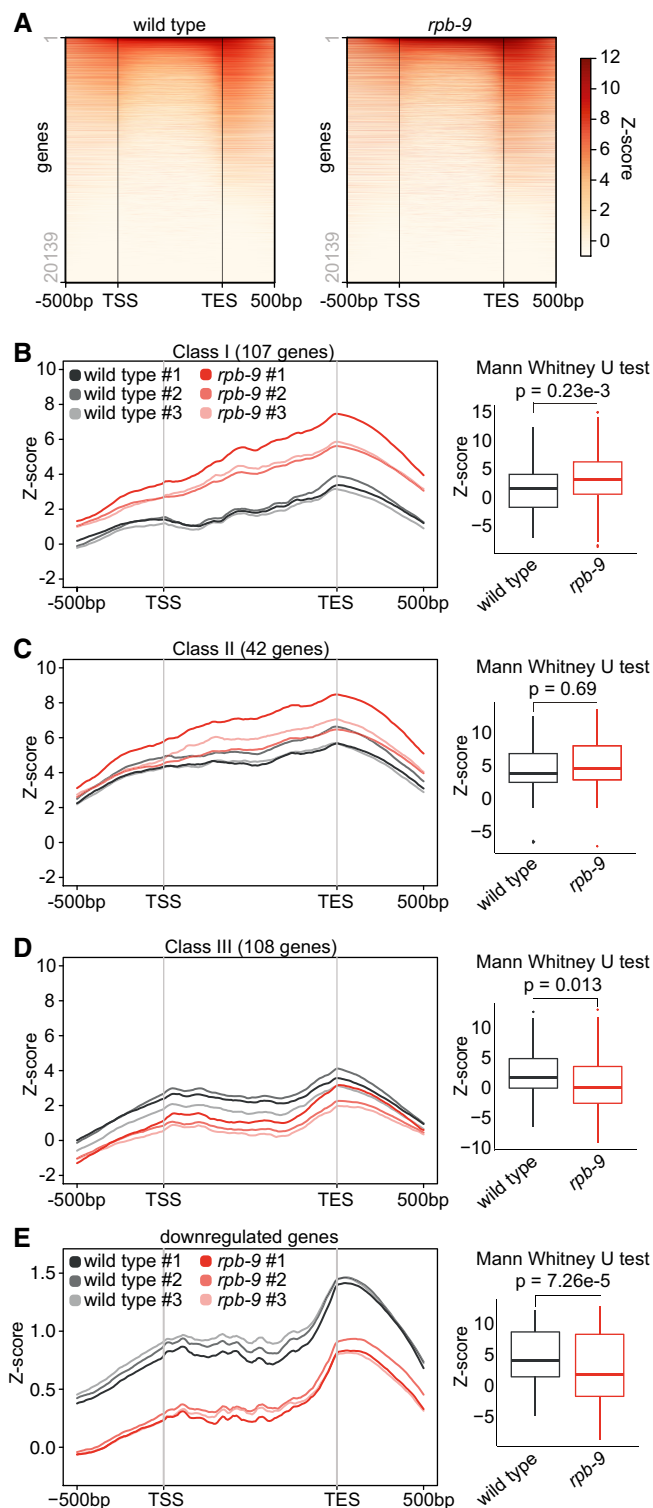 A
wild type
rpb-9
1
genes
20139
-500bp TSS TES 500bp
-500bp TSS TES 500bp
12
10
8
6
4
2
0
Z-score
B
Class I (107 genes)
wild type #1
wild type #2
wild type #3
rpb-9 #1
rpb-9 #2
rpb-9 #3
10
8
6
4
2
0
-2
Z-score
-500bp TSS TES 500bp
Mann Whitney U test
p = 0.23e-3
15
10
5
0
−5
Z-score
wild type
rpb-9
C
Class II (42 genes)
10
8
6
4
2
0
-2
Z-score
-500bp TSS TES 500bp
Mann Whitney U test
p = 0.69
10
5
0
−5
Z-score
wild type
rpb-9
D
Class III (108 genes)
10
8
6
4
2
0
-2
Z-score
-500bp TSS TES 500bp
Mann Whitney U test
p = 0.013
10
5
0
−5
−10
Z-score
wild type
rpb-9
E
downregulated genes
wild type #1
wild type #2
wild type #3
rpb-9 #1
rpb-9 #2
rpb-9 #3
1.5
1.0
0.5
0.0
Z-score
−500bp TSS TES 500bp
Mann Whitney U test
p = 7.26e-5
10
5
0
−5
Z-score
wild type
rpb-9